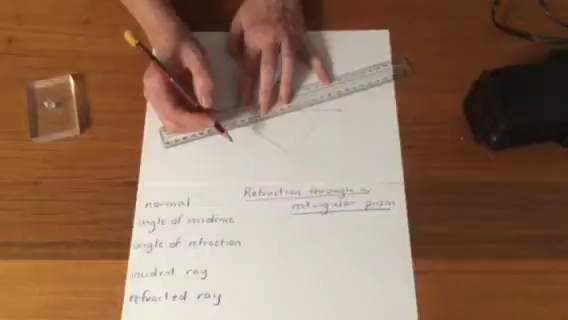 normal
Refraction through a
rectangular prism
angle of incidence
angle of refraction
incident ray
refracted ray